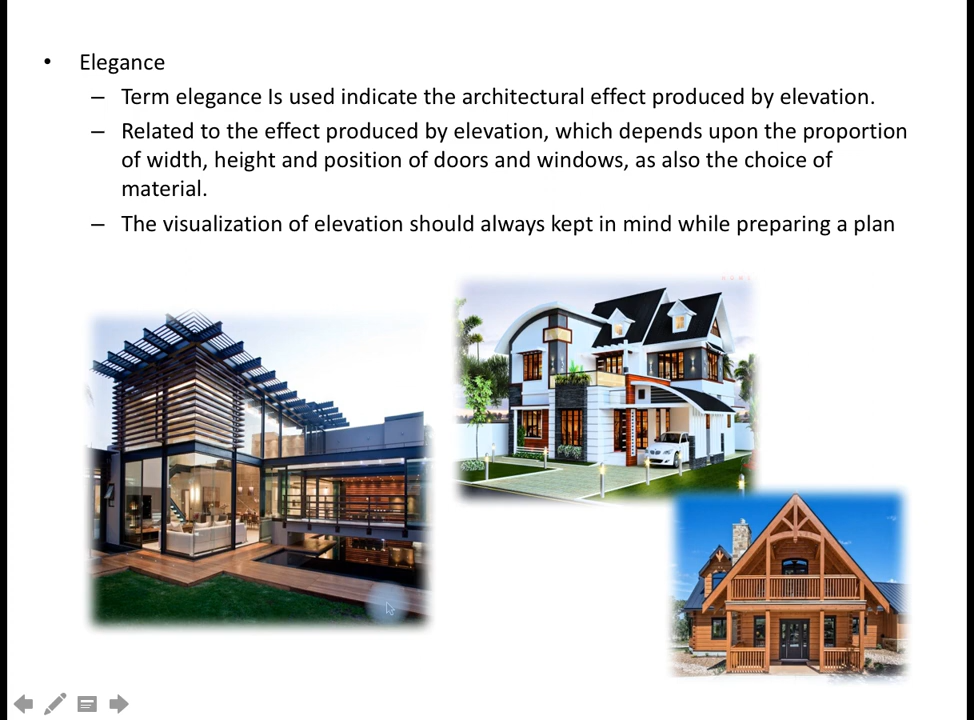 • Elegance
– Term elegance Is used indicate the architectural effect produced by elevation.
– Related to the effect produced by elevation, which depends upon the proportion
of width, height and position of doors and windows, as also the choice of
material.
– The visualization of elevation should always kept in mind while preparing a plan